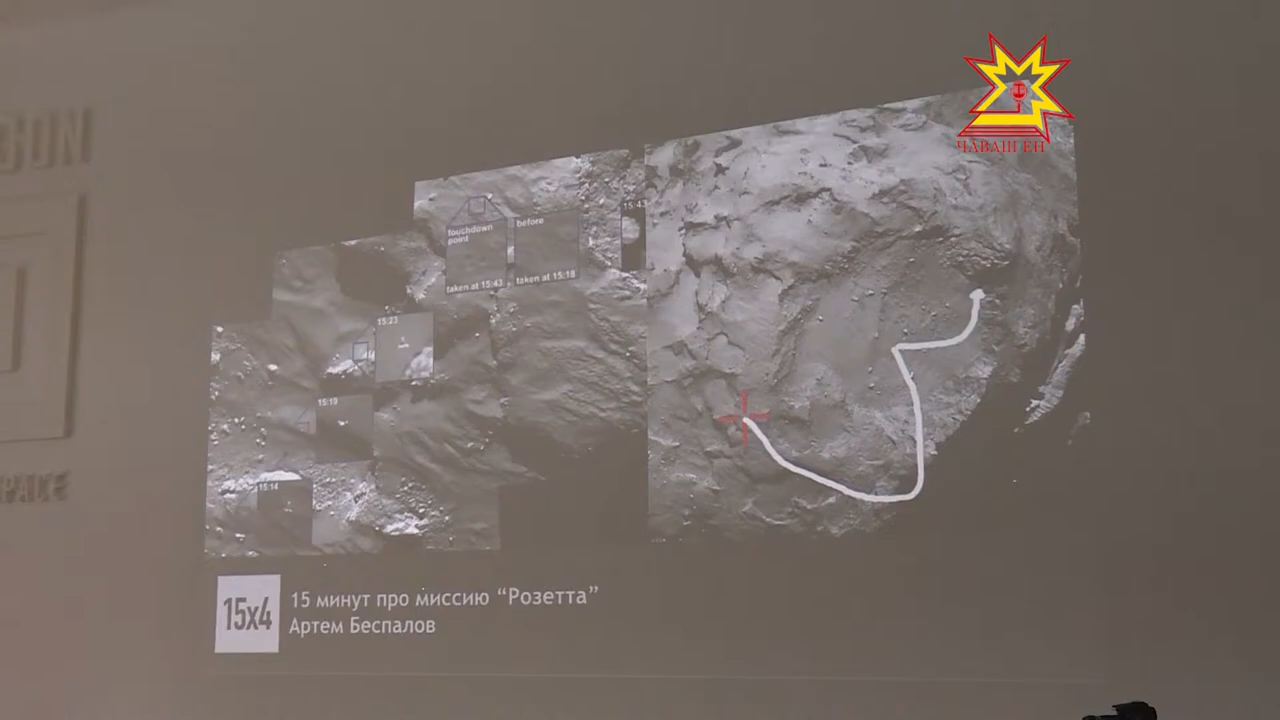 ЧĂВАШ ЕН
GON
PACE
15:43
touchdown
point
before
taken at 15:43
taken at 15:18
15:23
15:19
15:14
15x4
15 минут про миссию “Розетта”
Артем Беспалов